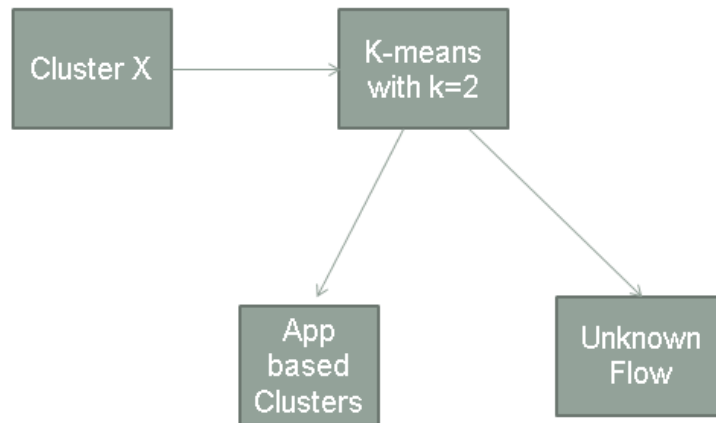 Cluster X
K-means
with k=2
App
based
Clusters
Unknown
Flow